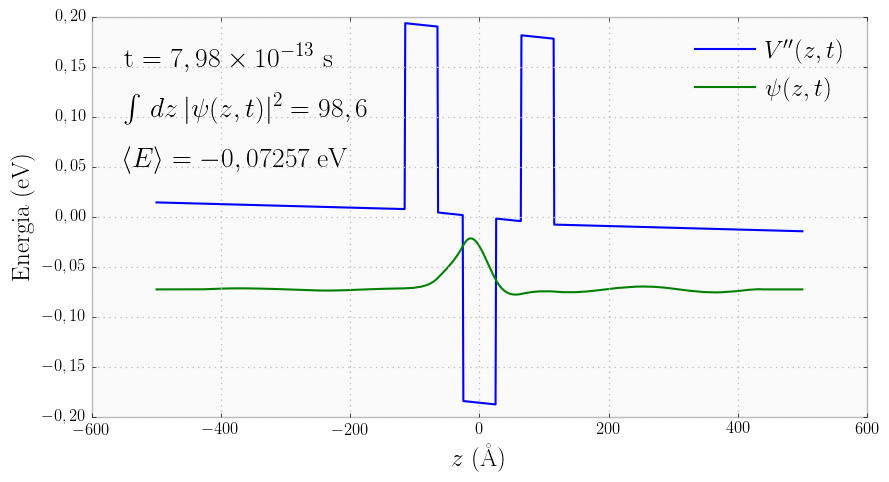 0,20
0,15
0,10
0,05
0,00
−0,05
−0,10
−0,15
−0,20
Energia (eV)
t = 7,98 × 10⁻¹³ s
∫ dz |ψ(z,t)|² = 98,6
⟨E⟩ = −0,07257 eV
V″(z,t)
ψ(z,t)
−600
−400
−200
0
200
400
600
z (Å)